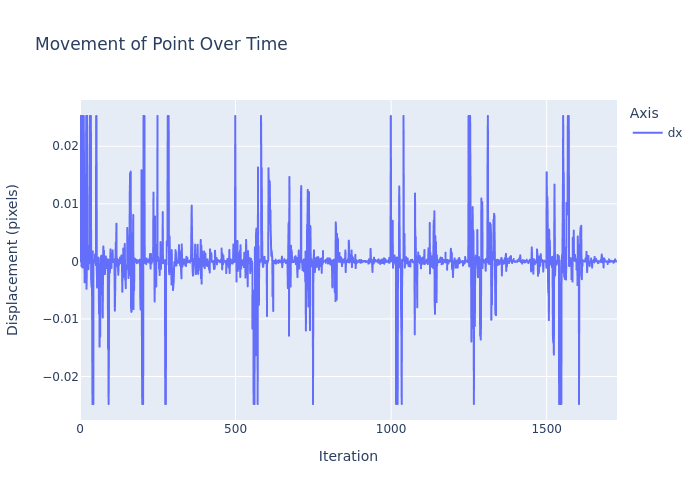 Movement of Point Over Time
Axis
dx
Displacement (pixels)
0.02
0.01
0
−0.01
−0.02
0
500
1000
1500
Iteration